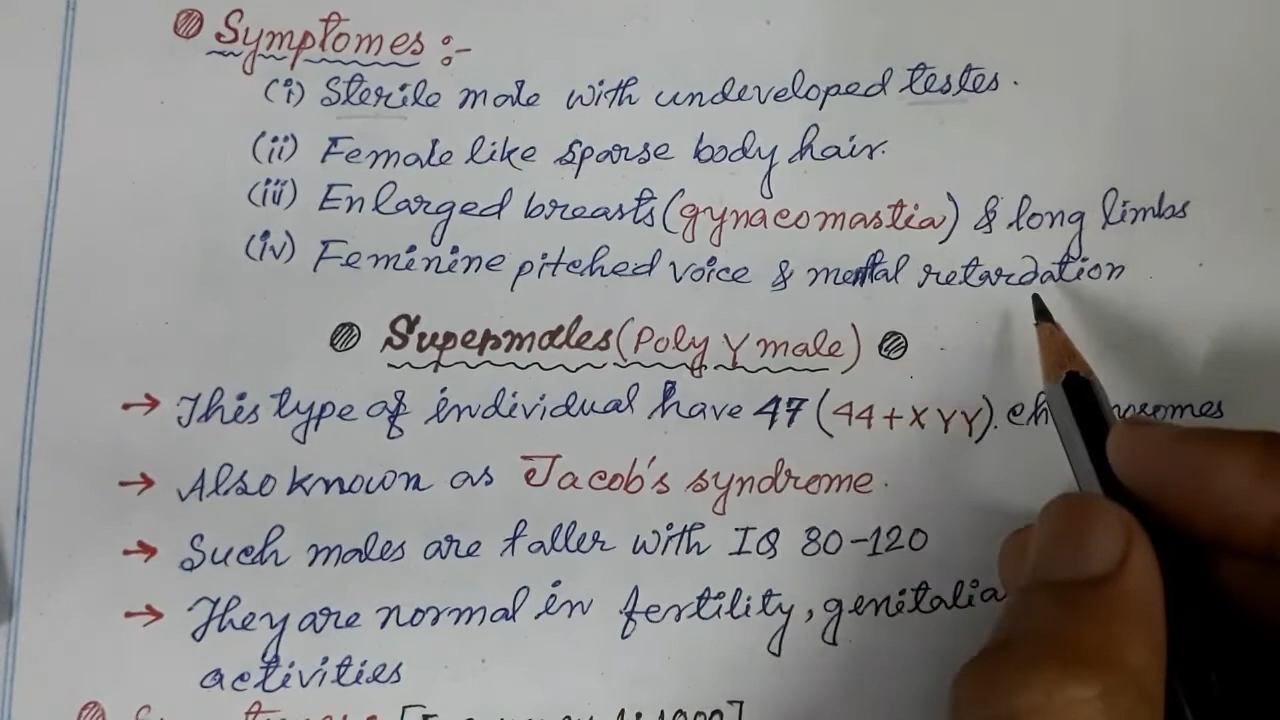 Symptomes :-
(i) Sterile male with undeveloped testes.
(ii) Female like sparse body hair.
(iii) Enlarged breasts (gynaecomastia) & long limbs
(iv) Feminine pitched voice & mental retardation
Supermales (Poly Y male)
→ This type of individual have 47 (44+XYY).
→ Also known as Jacob's syndrome.
→ Such males are taller with IQ 80-120
→ They are normal in fertility, genitalia
activities